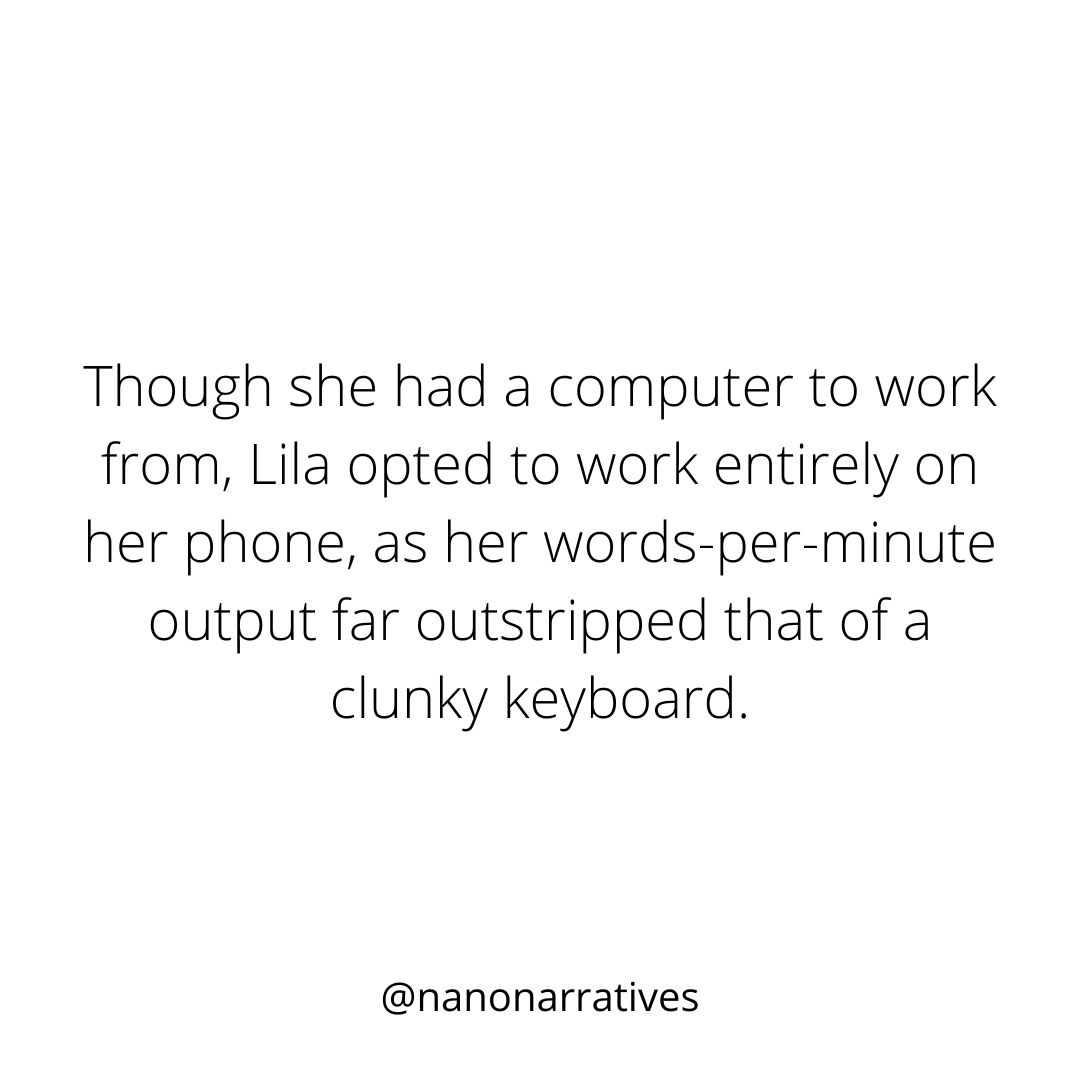 Though she had a computer to work
from, Lila opted to work entirely on
her phone, as her words-per-minute
output far outstripped that of a
clunky keyboard.
@nanonarratives